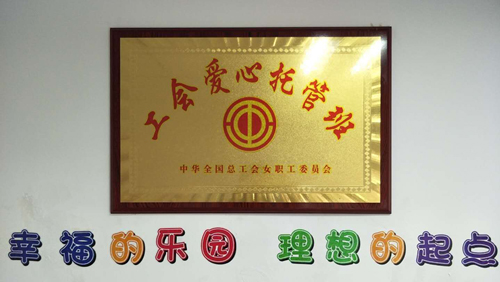 工会爱心托管班
中华全国总工会女职工委员会
幸福的乐园 理想的起点